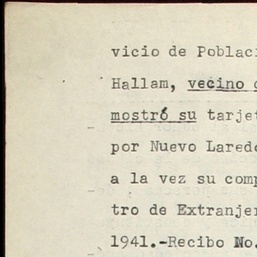 vicio de Poblaci
Hallam, vecino
mostró su tarjet
por Nuevo Laredo
a la vez su comp
tro de Extranjer
1941.-Recibo No.